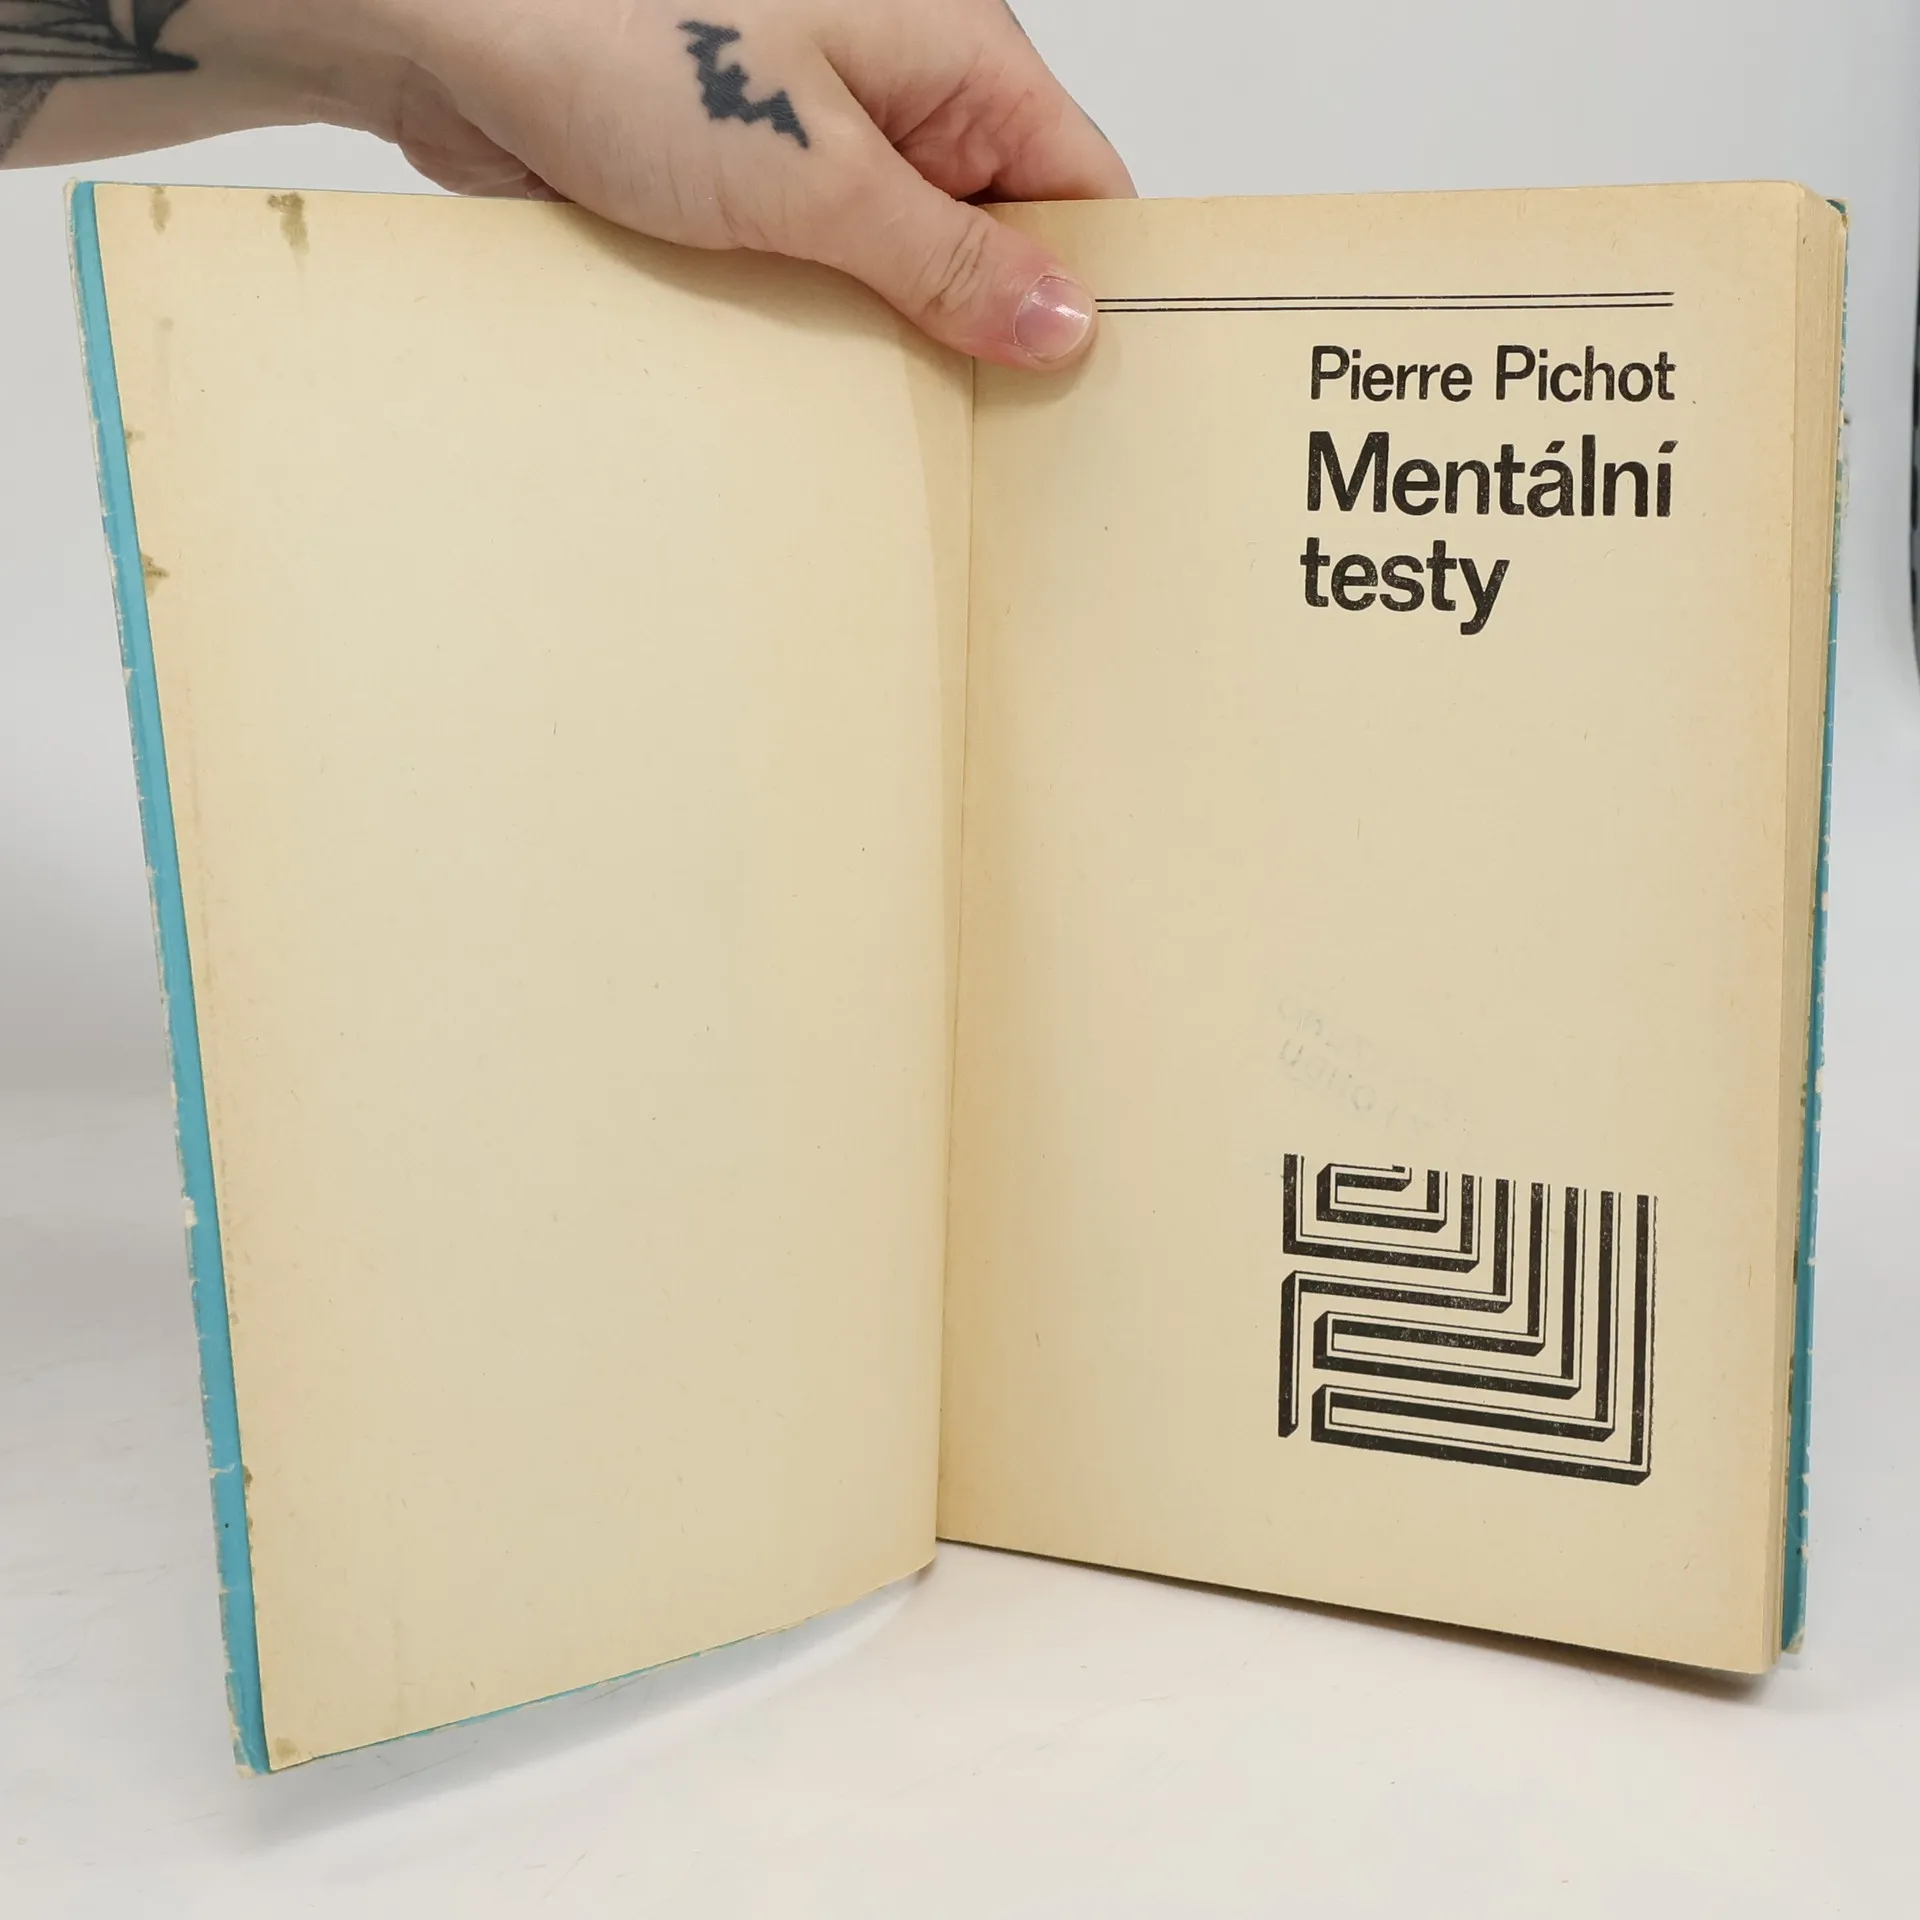 Pierre Pichot
Mentální
testy